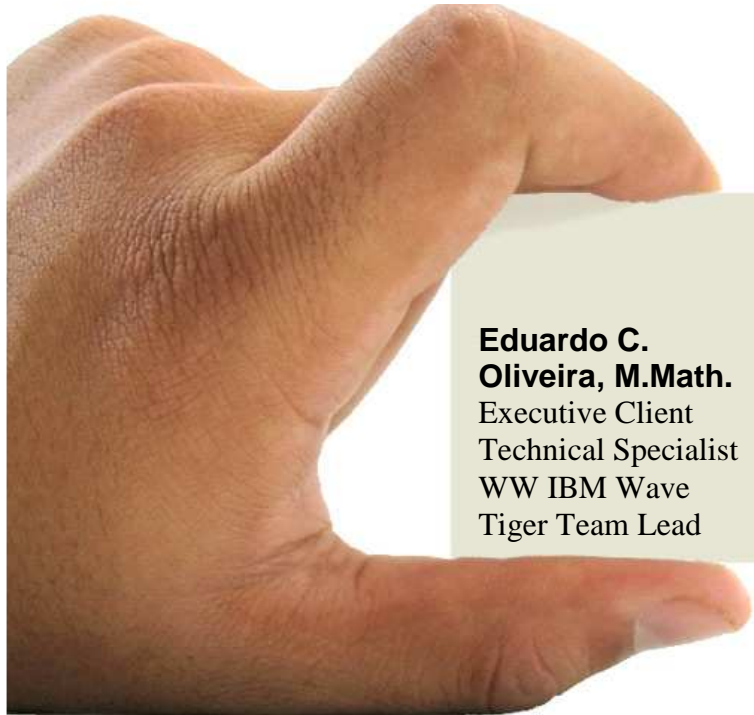 Eduardo C.
Oliveira, M.Math.
Executive Client
Technical Specialist
WW IBM Wave
Tiger Team Lead